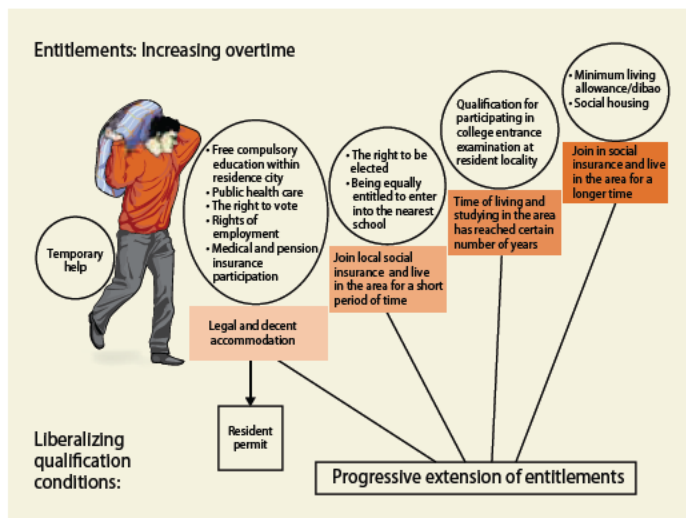 Entitlements: Increasing overtime
Temporary
help
• Free compulsory
education within
residence city
• Public health care
• The right to vote
• Rights of
employment
• Medical and pension
insurance
participation
Legal and decent
accommodation
Resident
permit
• The right to be
elected
• Being equally
entitled to enter
into the nearest
school
Join local social
insurance and live
in the area for a short
period of time
Qualification for
participating in
college entrance
examination at
resident locality
Time of living and
studying in the area
has reached certain
number of years
• Minimum living
allowance/dibao
• Social housing
Join in social
insurance and live
in the area for a
longer time
Liberalizing
qualification
conditions:
Progressive extension of entitlements